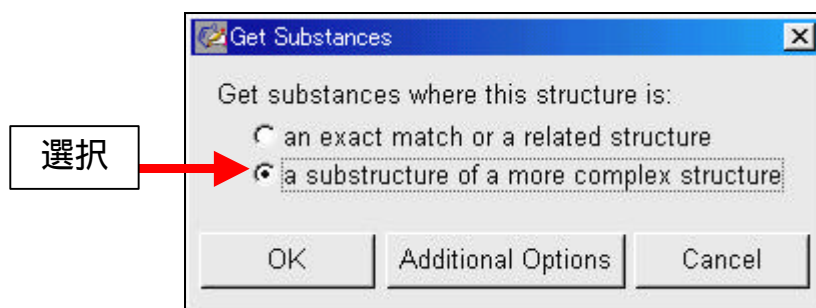 Get Substances
Get substances where this structure is:
an exact match or a related structure
選択
a substructure of a more complex structure
OK
Additional Options
Cancel